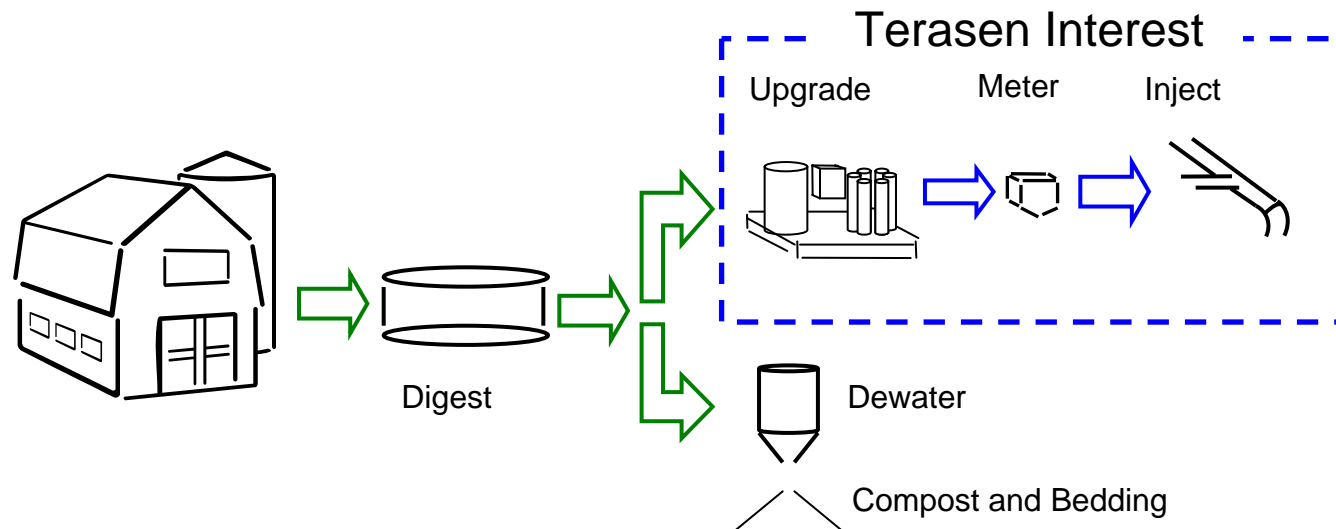 Terasen Interest
Upgrade
Meter
Inject
Digest
Dewater
Compost and Bedding